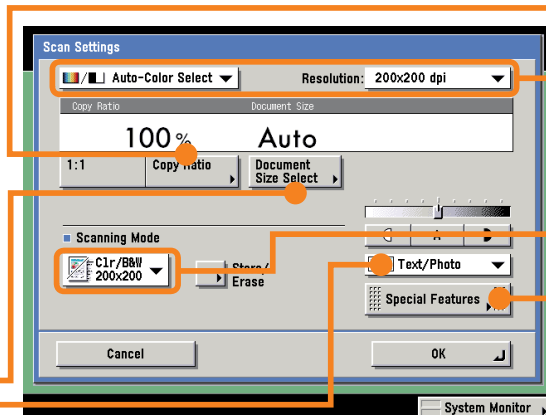 Scan Settings
Auto-Color Select
Resolution: 200x200 dpi
Copy Ratio
Document Size
100 %
Auto
1:1
Copy Ratio
Document
Size Select
Scanning Mode
Clr/B&W
200x200
Store/
Erase
A
Text/Photo
Special Features
Cancel
OK
System Monitor